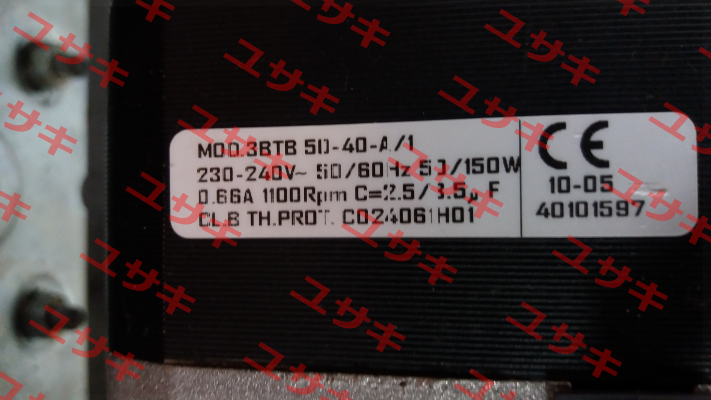 MOD.3BTB 50-40-A/1
230-240V~ 50/60Hz 50/150W
0.66A 1100Rpm C=2.5/3.5µF
CL.B TH.PROT. CO24061H01
CE
10-05
40101597
ユサキ